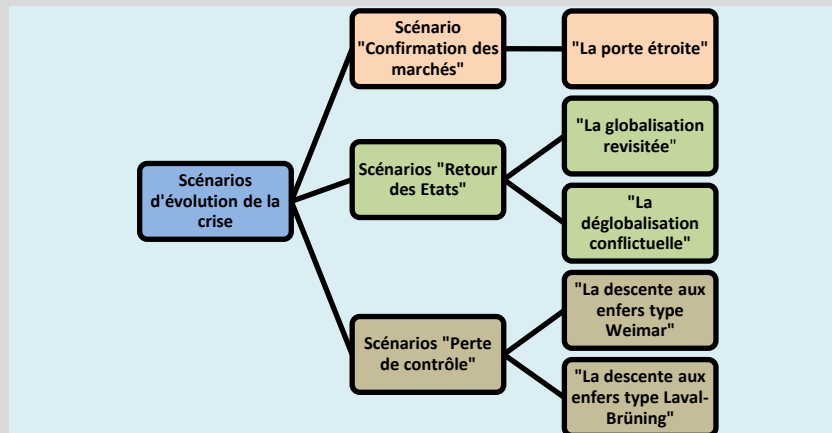 Scénario
"Confirmation des
marchés"
"La porte étroite"
"La globalisation
revisitée"
Scénarios
d'évolution de la
crise
Scénarios "Retour
des Etats"
"La
déglobalisation
conflictuelle"
"La descente aux
enfers type
Weimar"
Scénarios "Perte
de contrôle"
"La descente aux
enfers type Laval-
Brüning"